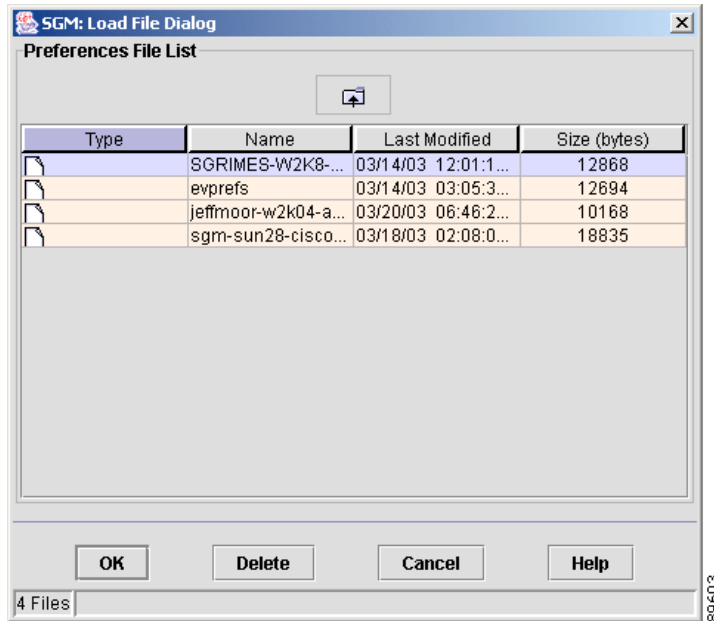 SGM: Load File Dialog
Preferences File List
Type Name Last Modified Size (bytes)
SGRIMES-W2K8-... 03/14/03 12:01:1... 12868
evprefs 03/14/03 03:05:3... 12694
jeffmoor-w2k04-a... 03/20/03 06:46:2... 10168
sgm-sun28-cisco... 03/18/03 02:08:0... 18835
OK Delete Cancel Help
4 Files
89603